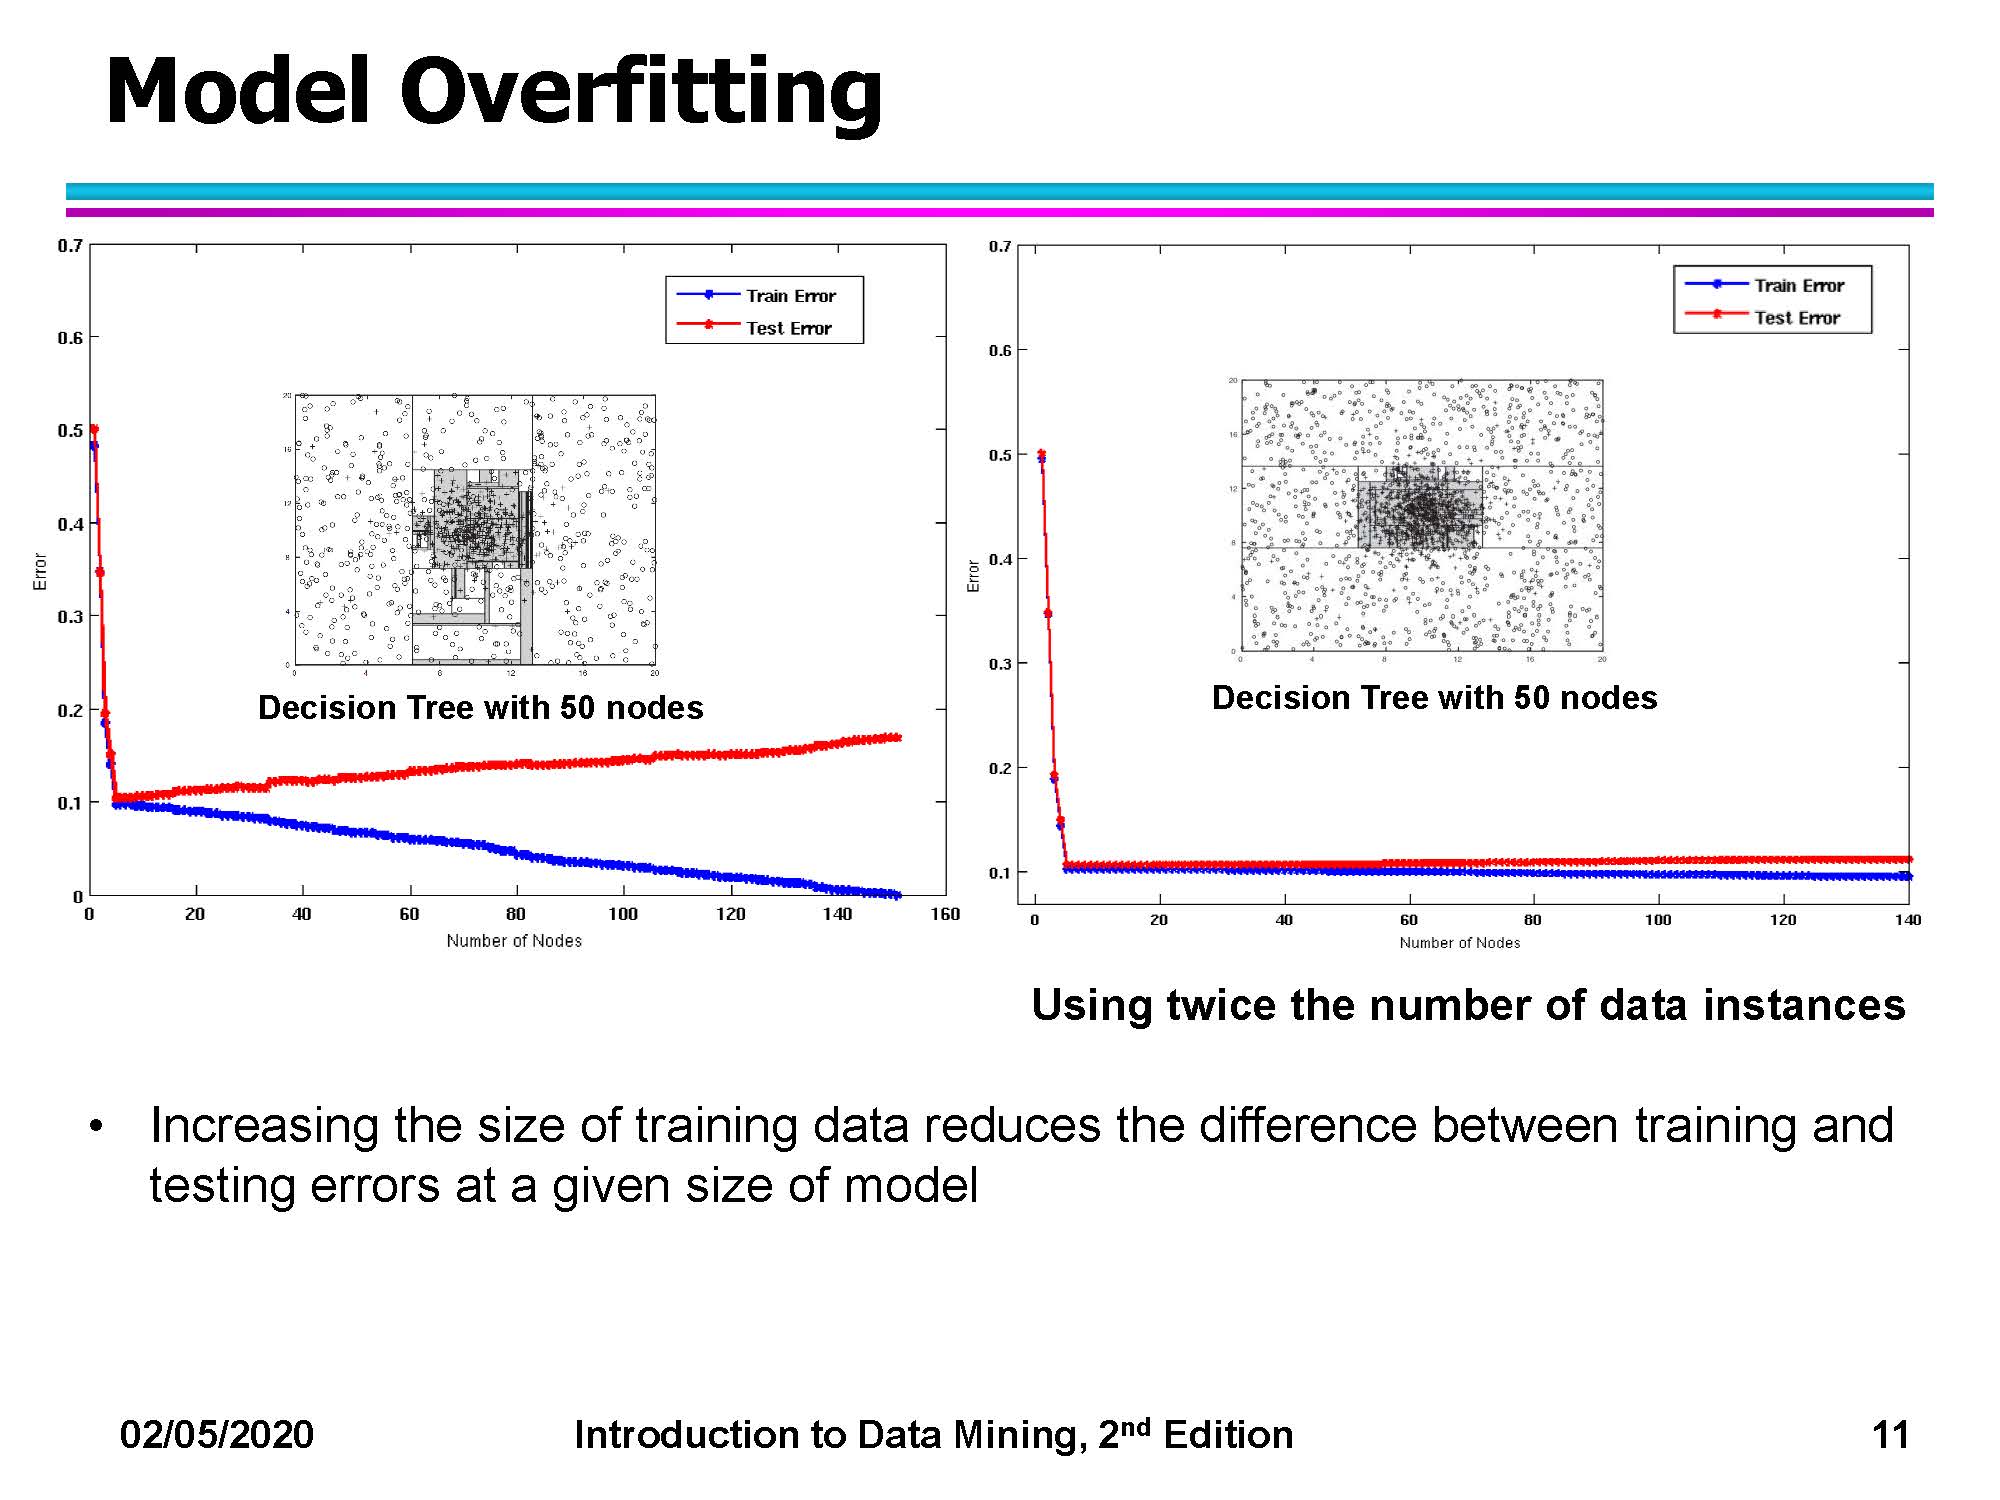 Model Overfitting
0.7
0.6
0.5
0.4
0.3
0.2
0.1
0
Error
Train Error
Test Error
20
16
12
8
4
0
0 4 8 12 16 20
Decision Tree with 50 nodes
0 20 40 60 80 100 120 140 160
Number of Nodes
0.7
0.6
0.5
0.4
0.3
0.2
0.1
Error
Train Error
Test Error
20
16
12
8
4
0
0 4 8 12 16 20
Decision Tree with 50 nodes
0 20 40 60 80 100 120 140
Number of Nodes
Using twice the number of data instances
• Increasing the size of training data reduces the difference between training and
testing errors at a given size of model
02/05/2020 Introduction to Data Mining, 2nd Edition 11